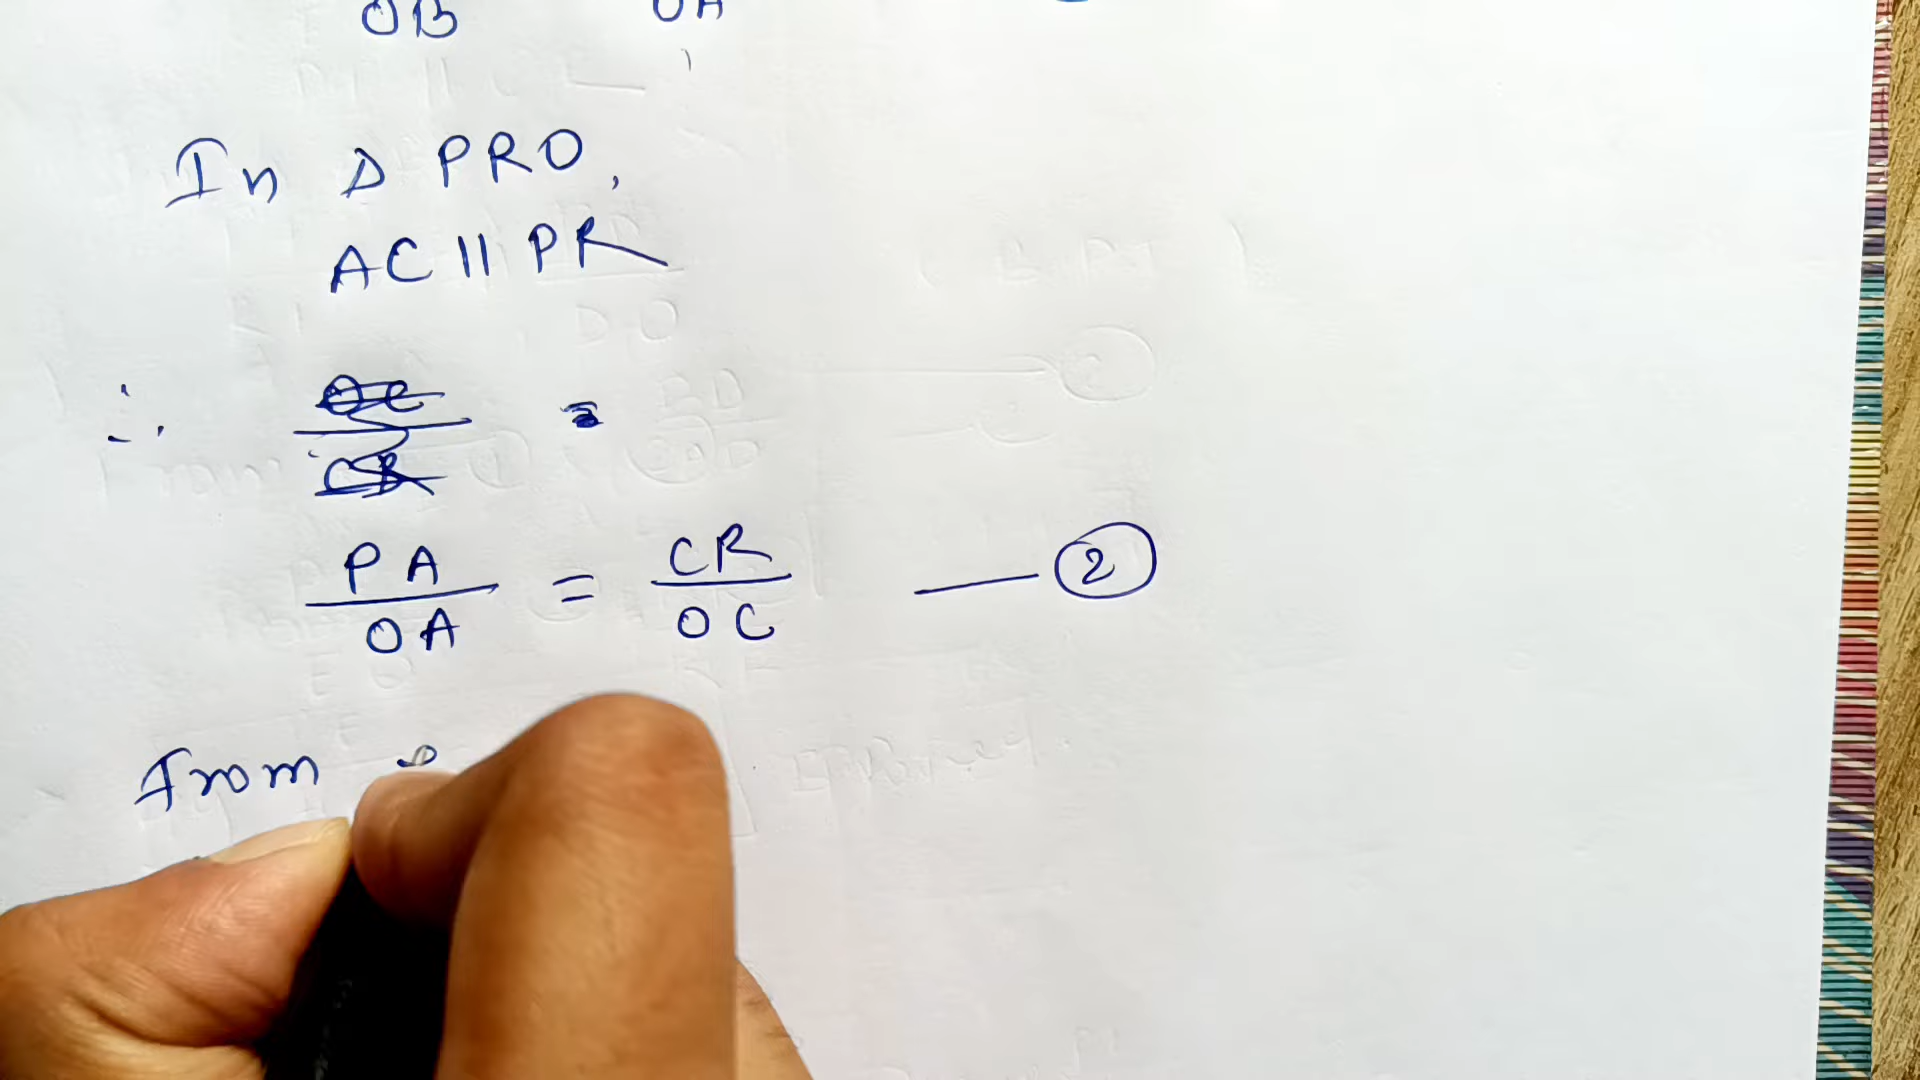 OB OA
In Δ PRO,
AC || PR
∴ =
PA/OA = CR/OC — 2
From